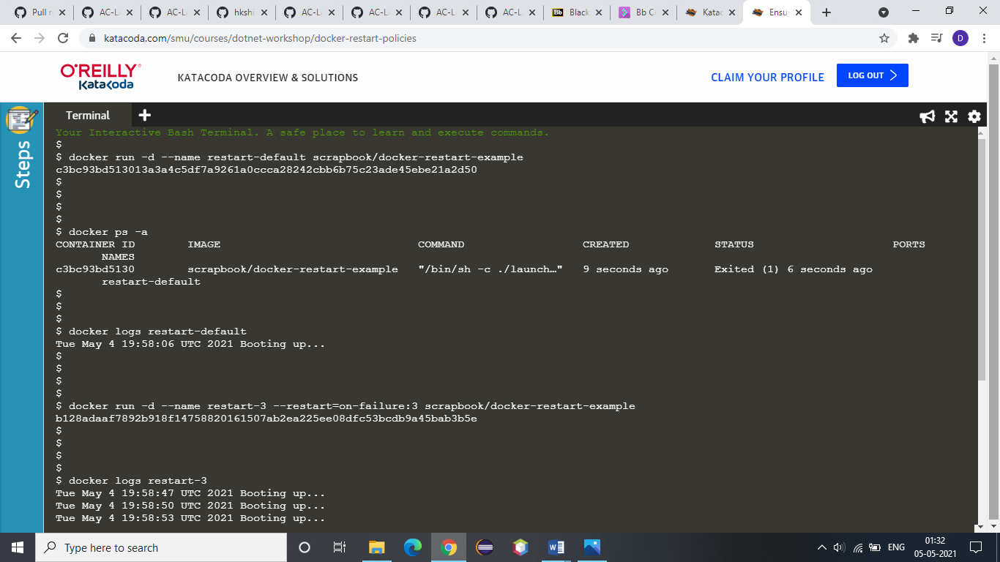 Pull r
AC-L
AC-L
hkshi
AC-L
AC-L
AC-L
AC-L
Black
Bb C
Katac
Ensu
katacoda.com/smu/courses/dotnet-workshop/docker-restart-policies
D
O'REILLY
Katacoda
KATACODA OVERVIEW & SOLUTIONS
CLAIM YOUR PROFILE
LOG OUT
Steps
Terminal
Your Interactive Bash Terminal. A safe place to learn and execute commands.
$
$ docker run -d --name restart-default scrapbook/docker-restart-example
c3bc93bd513013a3a4c5df7a9261a0ccca28242cbb6b75c23ade45ebe21a2d50
$
$
$
$
$ docker ps -a
CONTAINER ID IMAGE COMMAND CREATED STATUS PORTS
NAMES
c3bc93bd5130 scrapbook/docker-restart-example "/bin/sh -c ./launch…" 9 seconds ago Exited (1) 6 seconds ago
restart-default
$
$
$
$ docker logs restart-default
Tue May 4 19:58:06 UTC 2021 Booting up...
$
$
$
$
$ docker run -d --name restart-3 --restart=on-failure:3 scrapbook/docker-restart-example
b128adaaf7892b918f14758820161507ab2ea225ee08dfc53bcdb9a45bab3b5e
$
$
$
$
$ docker logs restart-3
Tue May 4 19:58:47 UTC 2021 Booting up...
Tue May 4 19:58:50 UTC 2021 Booting up...
Tue May 4 19:58:53 UTC 2021 Booting up...
Type here to search
ENG
01:32
05-05-2021